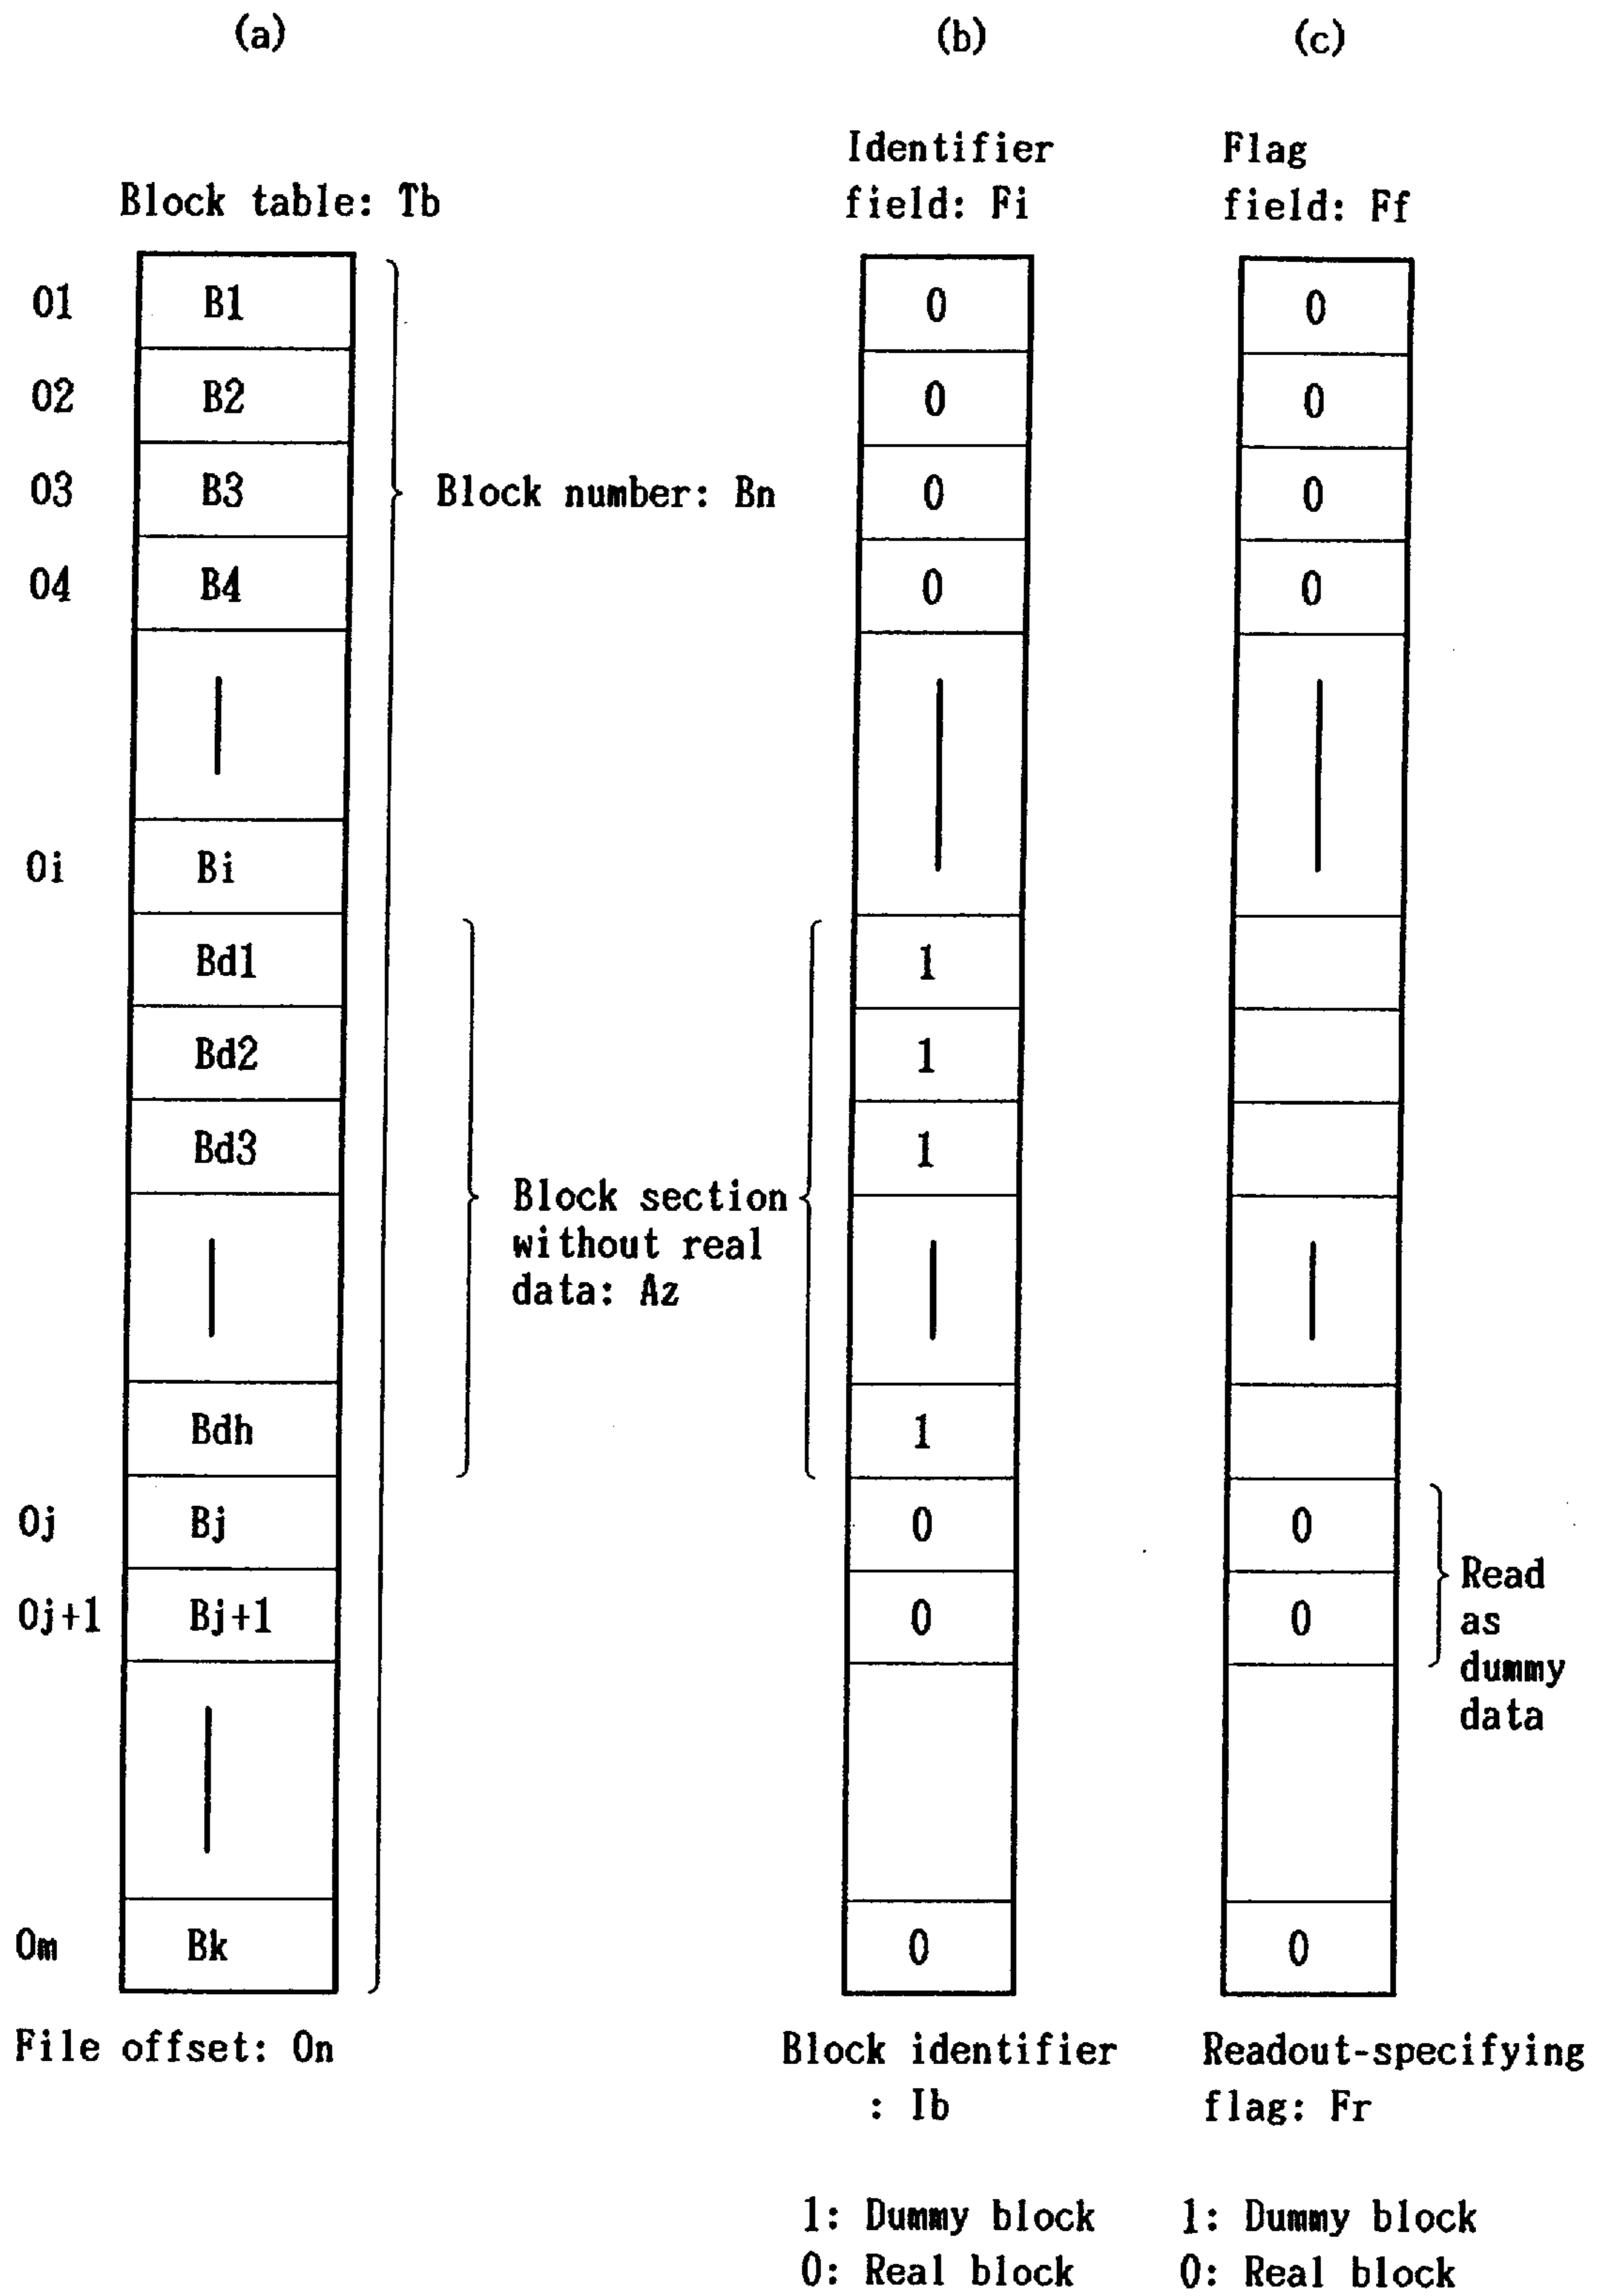 (a) (b) (c)
Identifier Flag
Block table: Tb field: Fi field: Ff
01 B1 0 0
02 B2 0 0
03 B3 Block number: Bn 0 0
04 B4 0 0
0i Bi
Bd1 1
Bd2 1
Bd3 1
Block section
without real
data: Az
Bdh 1
0j Bj 0 0
0j+1 Bj+1 0 0
Read
as
dummy
data
0m Bk 0 0
File offset: On
Block identifier
: Ib
Readout-specifying
flag: Fr
1: Dummy block 1: Dummy block
0: Real block 0: Real block